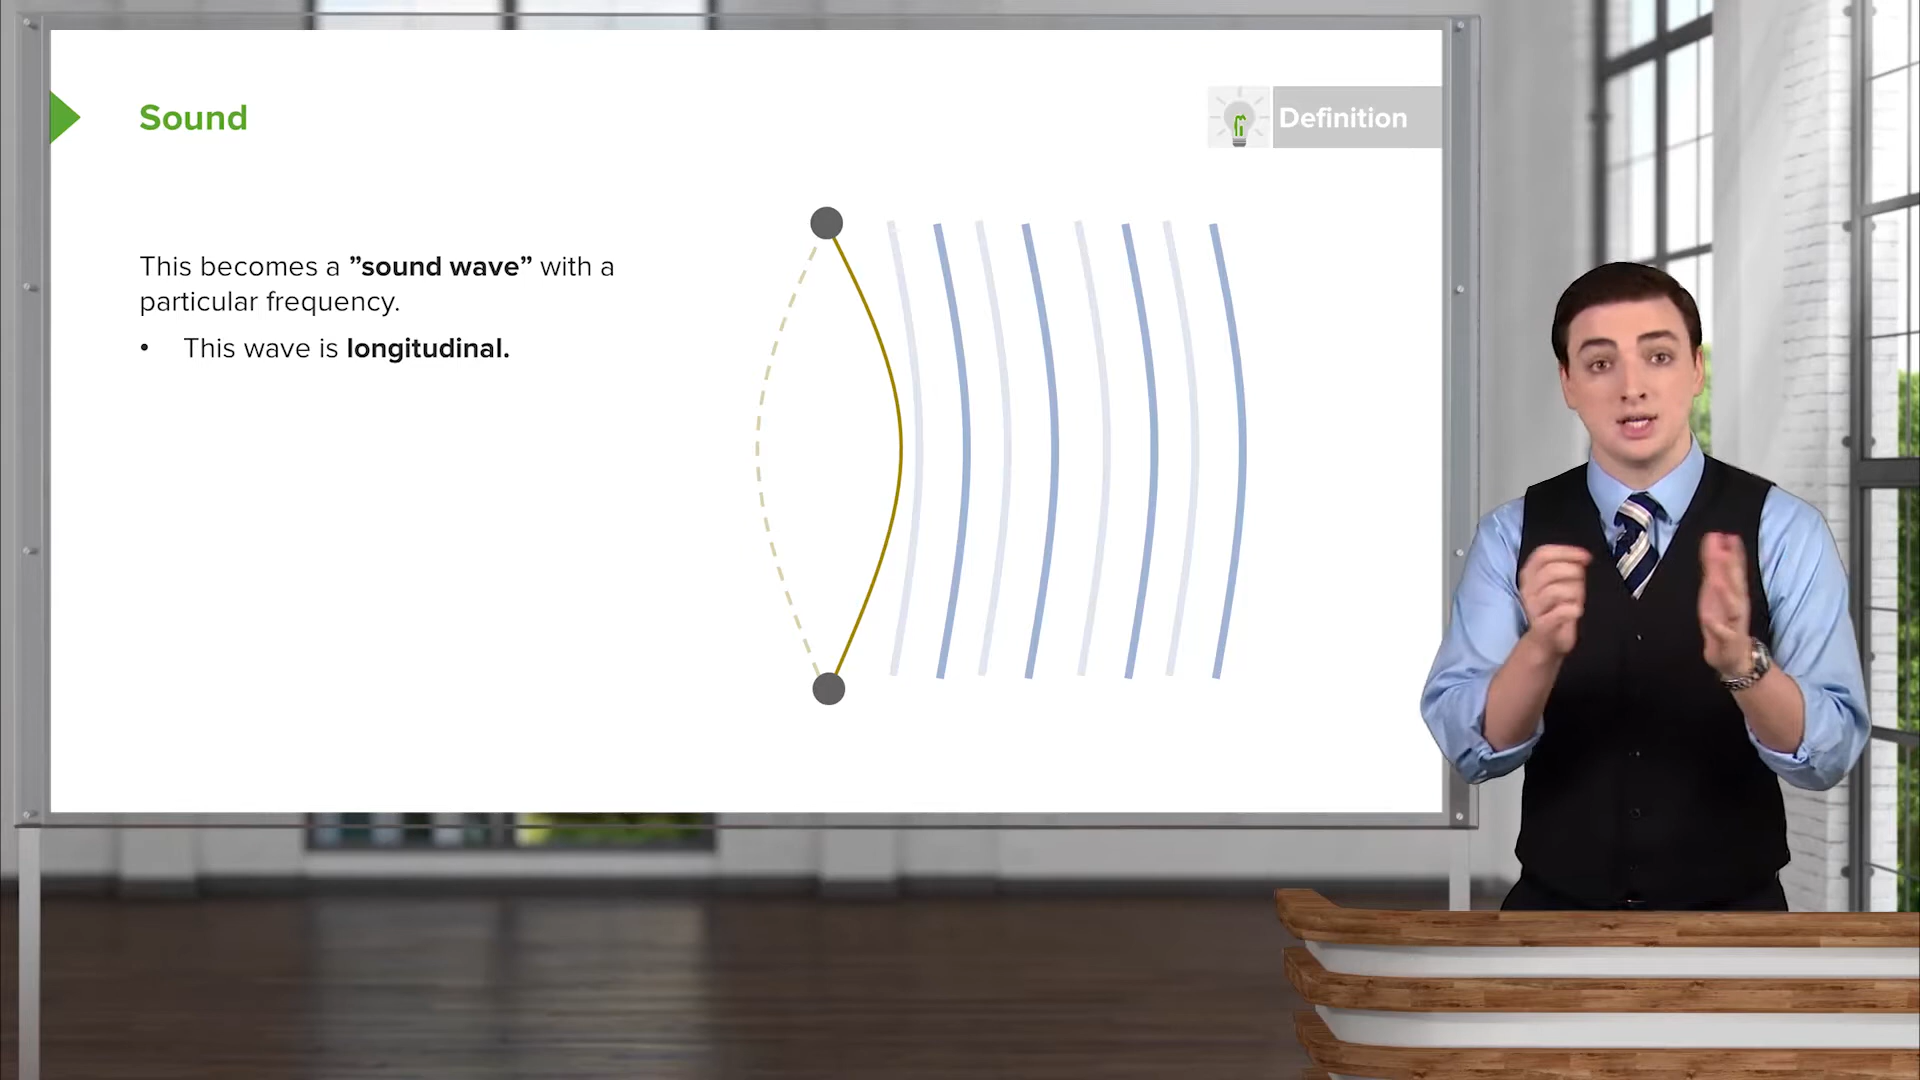 Sound
Definition
This becomes a ”sound wave” with a
particular frequency.
• This wave is longitudinal.